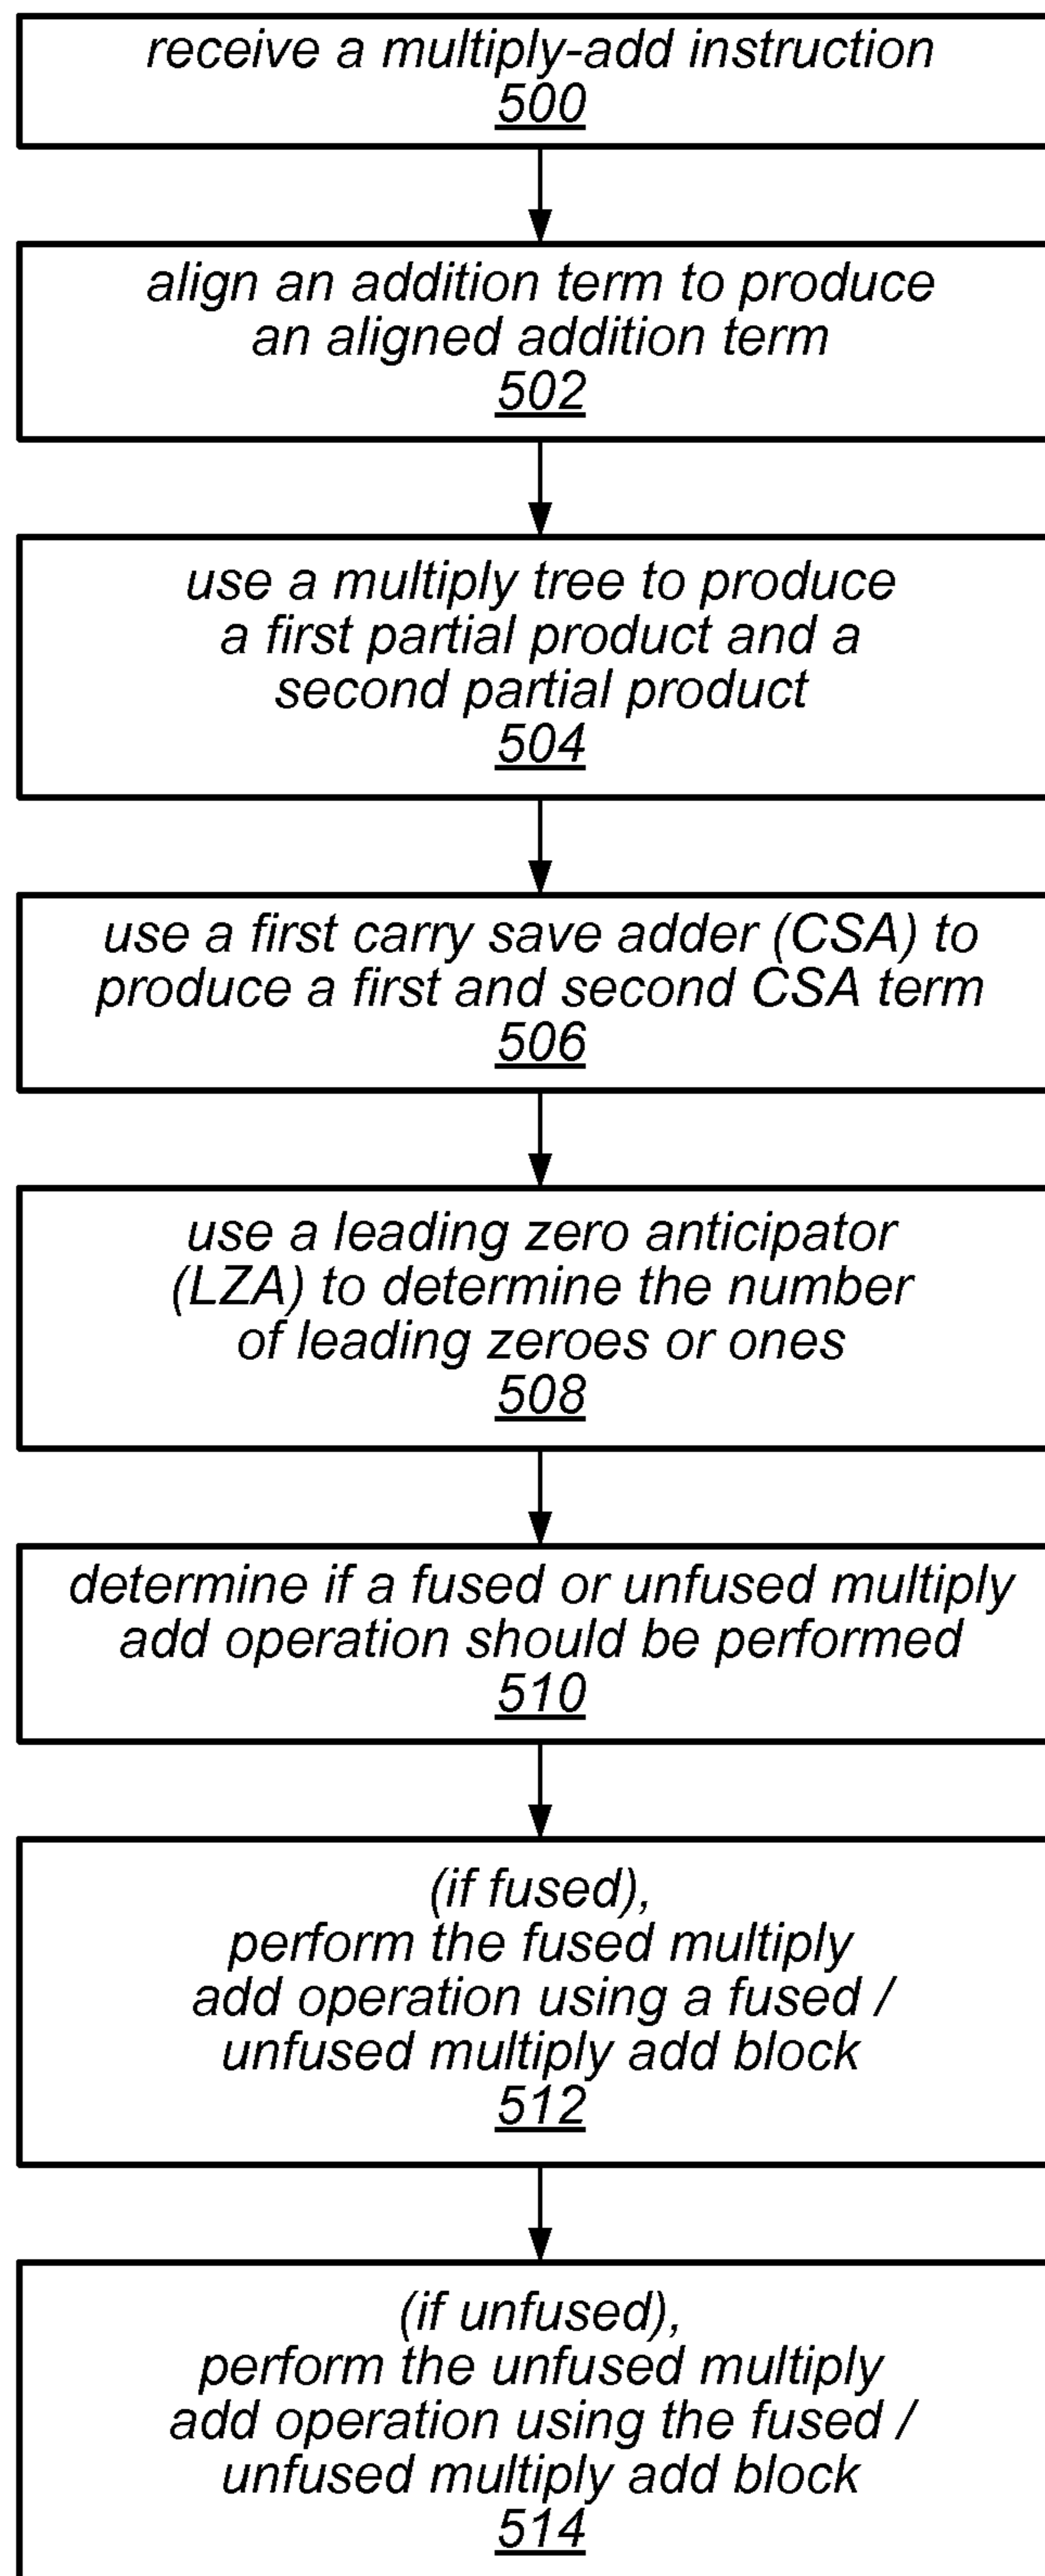 receive a multiply-add instruction
500
align an addition term to produce
an aligned addition term
502
use a multiply tree to produce
a first partial product and a
second partial product
504
use a first carry save adder (CSA) to
produce a first and second CSA term
506
use a leading zero anticipator
(LZA) to determine the number
of leading zeroes or ones
508
determine if a fused or unfused multiply
add operation should be performed
510
(if fused),
perform the fused multiply
add operation using a fused /
unfused multiply add block
512
(if unfused),
perform the unfused multiply
add operation using the fused /
unfused multiply add block
514